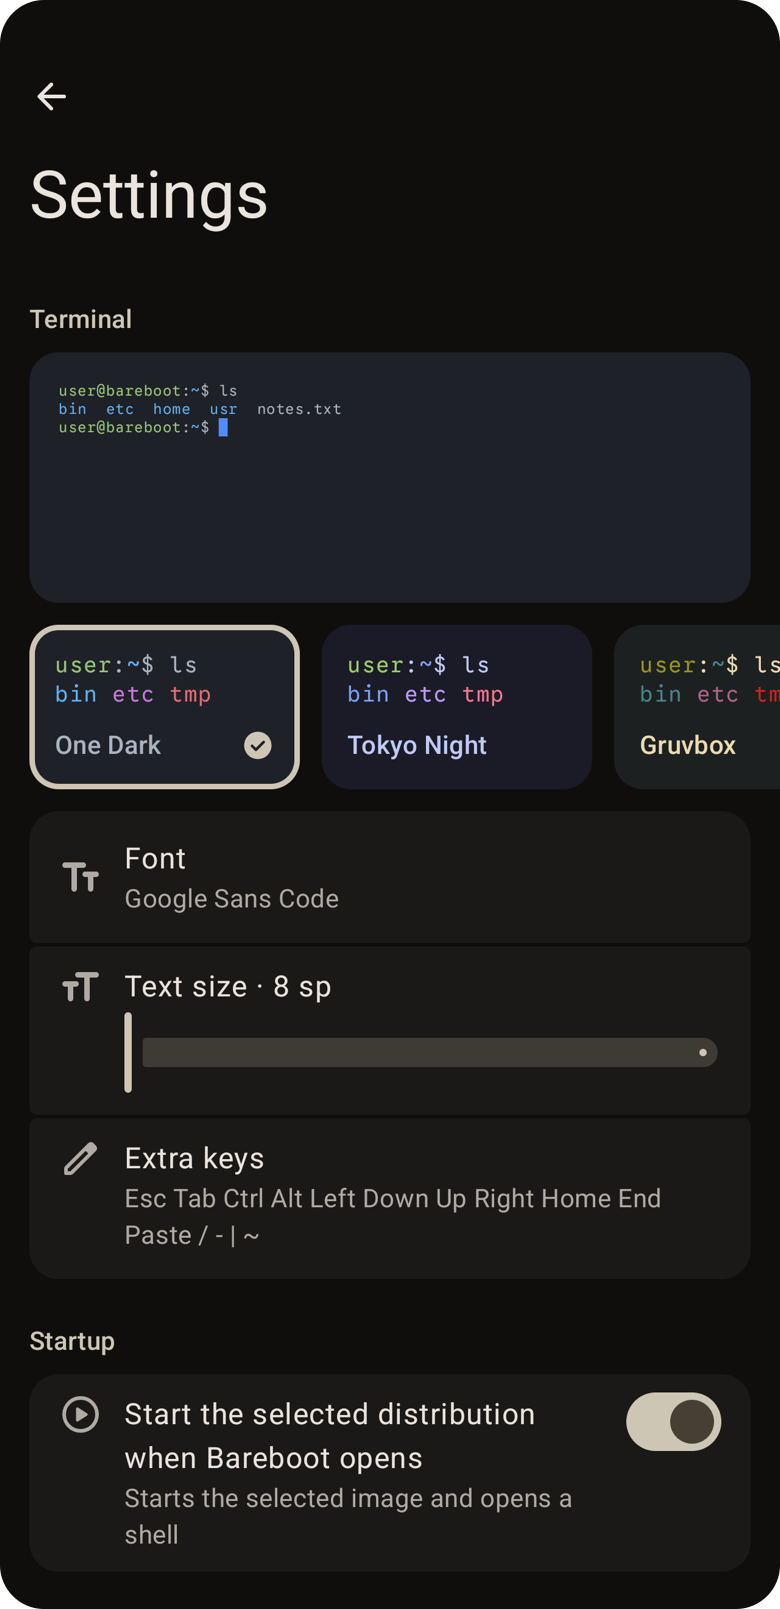 Settings
Terminal
user@bareboot:~$ ls
bin etc home usr notes.txt
user@bareboot:~$
user:~$ ls
bin etc tmp
One Dark
user:~$ ls
bin etc tmp
Tokyo Night
user:~$ ls
bin etc
Gruvbox
Font
Google Sans Code
Text size · 8 sp
Extra keys
Esc Tab Ctrl Alt Left Down Up Right Home End
Paste / - | ~
Startup
Start the selected distribution
when Bareboot opens
Starts the selected image and opens a
shell